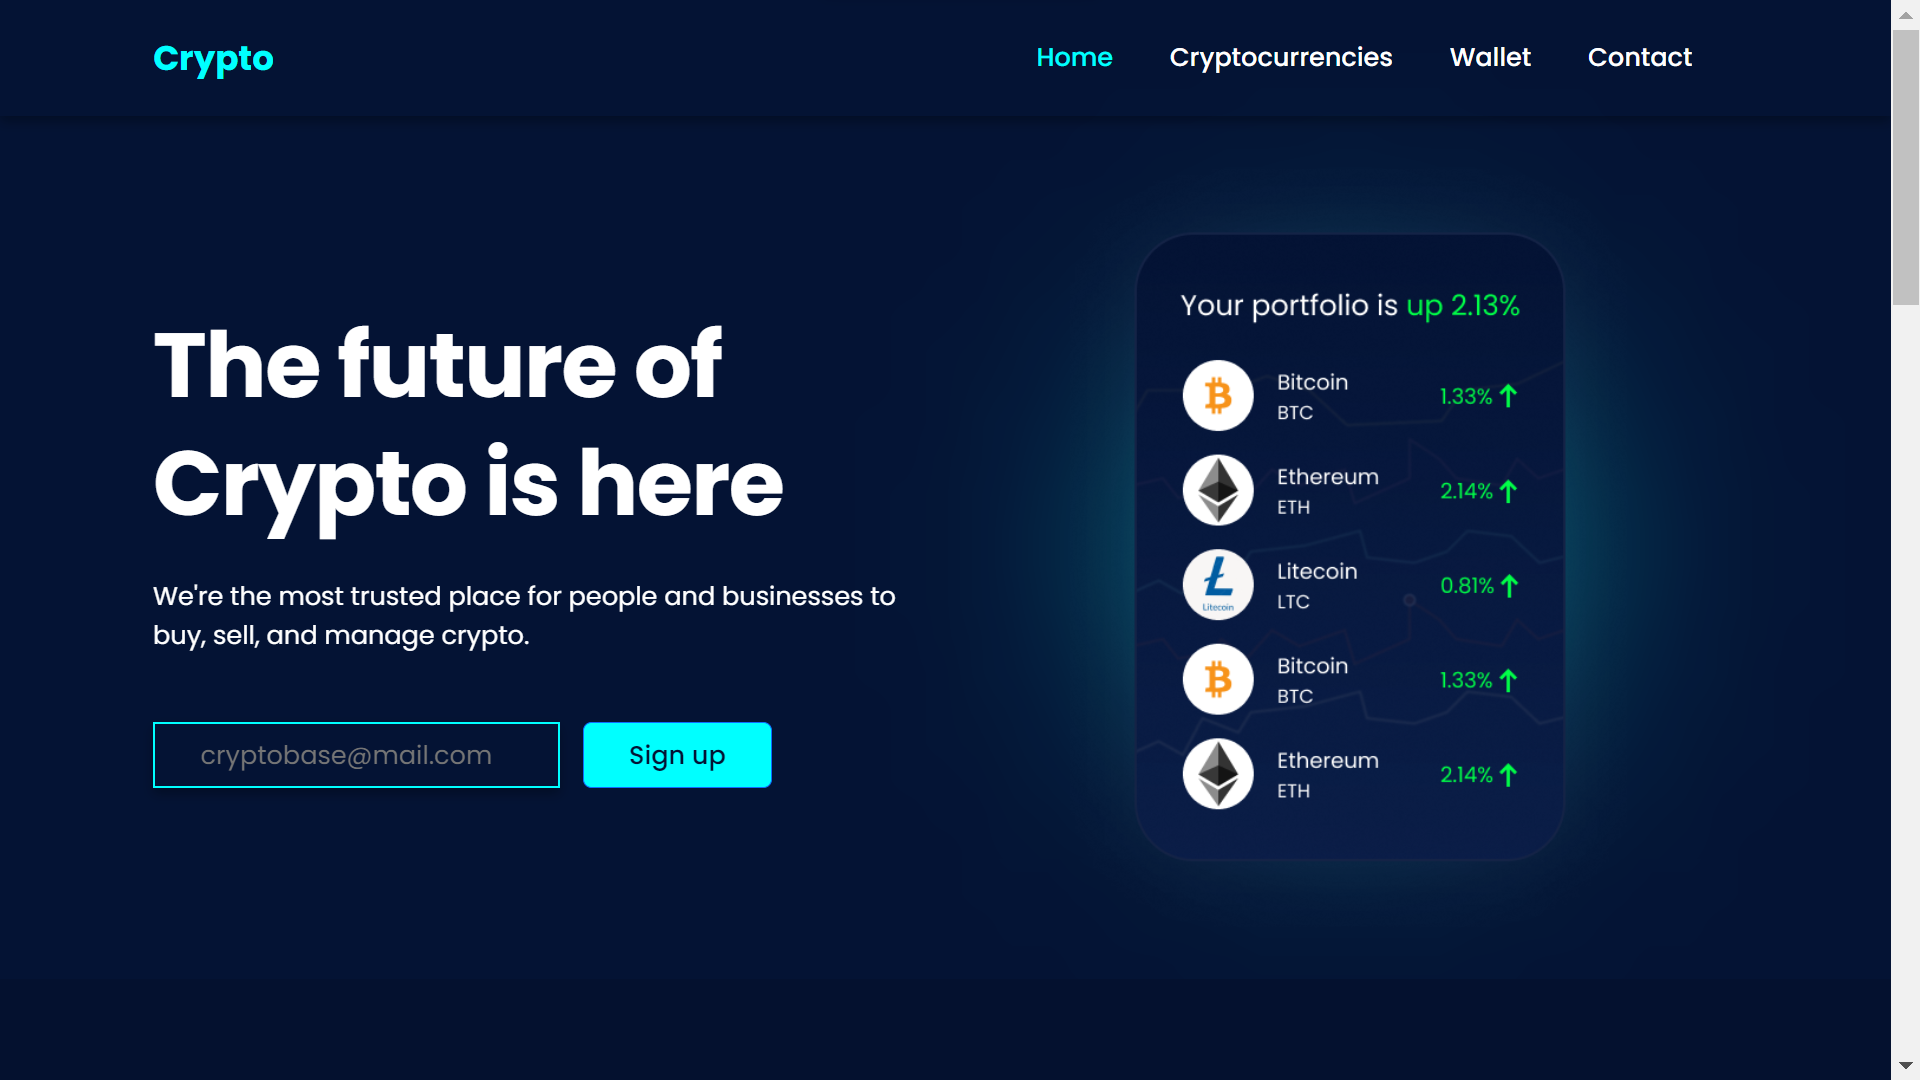 Crypto
Home
Cryptocurrencies
Wallet
Contact
The future of
Crypto is here
We're the most trusted place for people and businesses to
buy, sell, and manage crypto.
cryptobase@mail.com
Sign up
Your portfolio is up 2.13%
Bitcoin
BTC
1.33%
Ethereum
ETH
2.14%
Litecoin
Litecoin
LTC
0.81%
Bitcoin
BTC
1.33%
Ethereum
ETH
2.14%